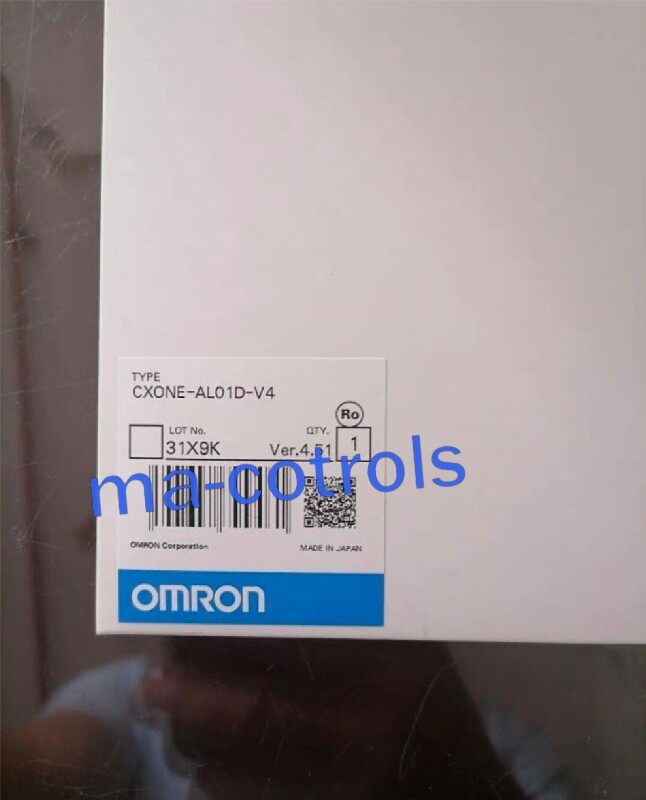 TYPE
CXONE-AL01D-V4
Ro
LOT No.
QTY.
31X9K
Ver.4.51
1
ma-cotrols
OMRON Corporation
MADE IN JAPAN
OMRON